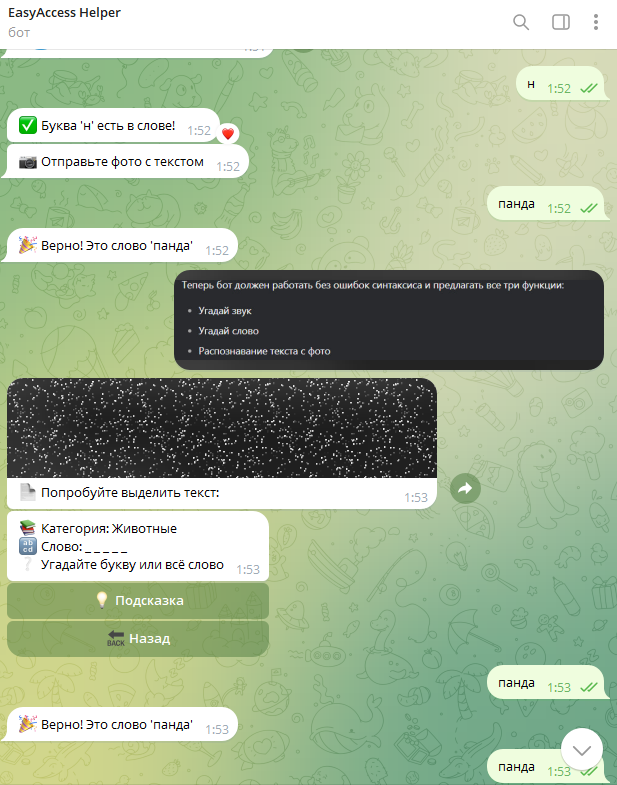 EasyAccess Helper
бот
н 1:52
Буква 'н' есть в слове! 1:52
Отправьте фото с текстом 1:52
панда 1:52
Верно! Это слово 'панда' 1:52
Теперь бот должен работать без ошибок синтаксиса и предлагать все три функции:
• Угадай звук
• Угадай слово
• Распознавание текста с фото
Попробуйте выделить текст: 1:53
Категория: Животные
Слово: _ _ _ _ _
Угадайте букву или всё слово 1:53
Подсказка
BACK Назад
панда 1:53
Верно! Это слово 'панда' 1:53
панда 1:53